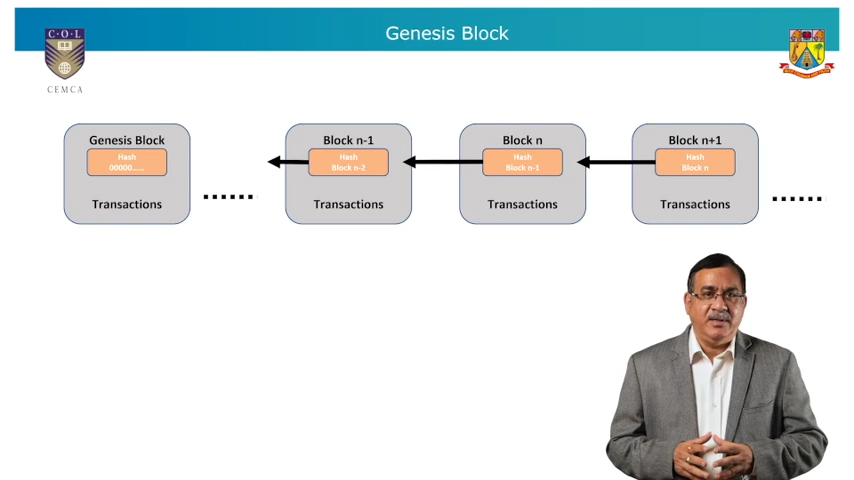 Genesis Block
C·O·L
CEMCA
Genesis Block
Hash
00000.....
Transactions
Block n-1
Hash
Block n-2
Transactions
Block n
Hash
Block n-1
Transactions
Block n+1
Hash
Block n
Transactions